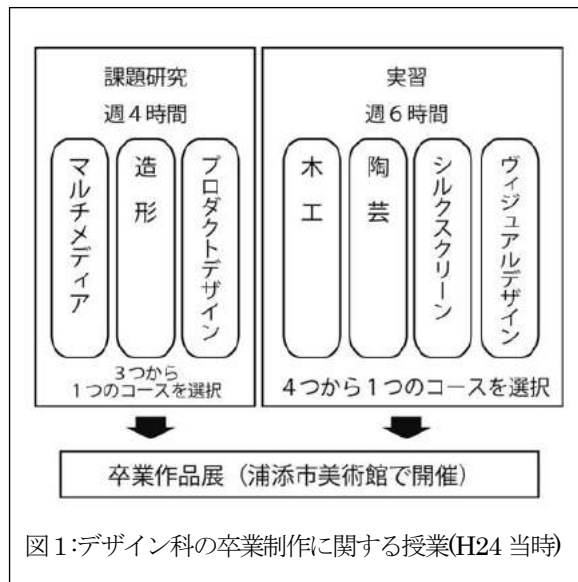 課題研究
週4時間
マルチメディア
造形
プロダクトデザイン
3つから
1つのコースを選択
実習
週6時間
木工
陶芸
シルクスクリーン
ヴィジュアルデザイン
4つから1つのコースを選択
卒業作品展（浦添市美術館で開催）
図1:デザイン科の卒業制作に関する授業(H24 当時)